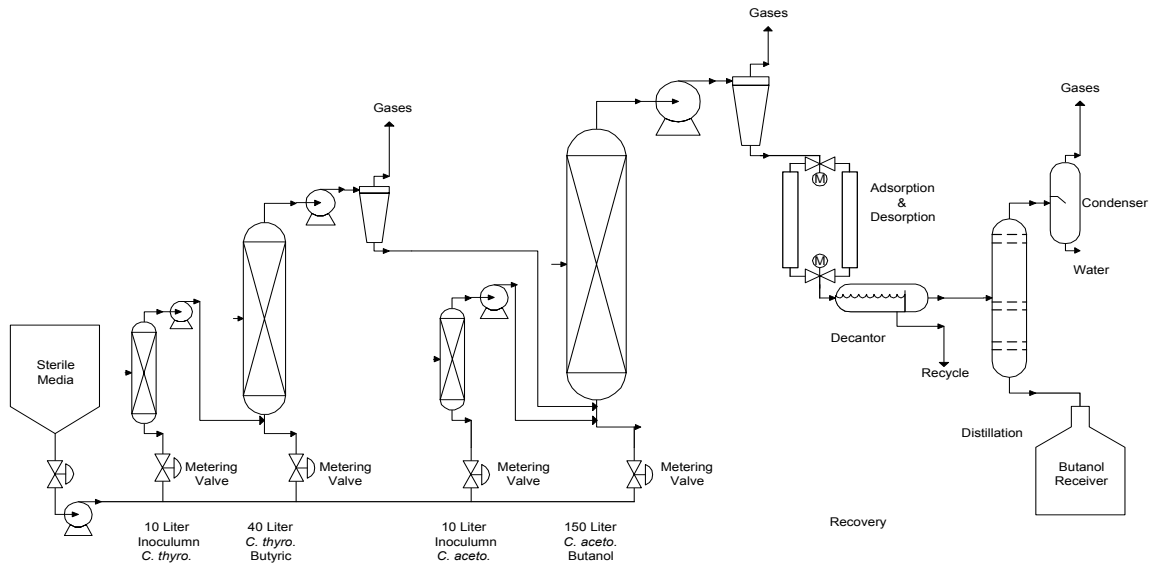 Gases
Gases
Gases
Adsorption
&
Desorption
Condenser
Water
Sterile
Media
Decantor
Recycle
Distillation
Butanol
Receiver
Metering
Valve
Metering
Valve
Metering
Valve
Metering
Valve
M
M
10 Liter
Inoculumn
C. thyro.
40 Liter
C. thyro.
Butyric
10 Liter
Inoculumn
C. aceto.
150 Liter
C. aceto.
Butanol
Recovery